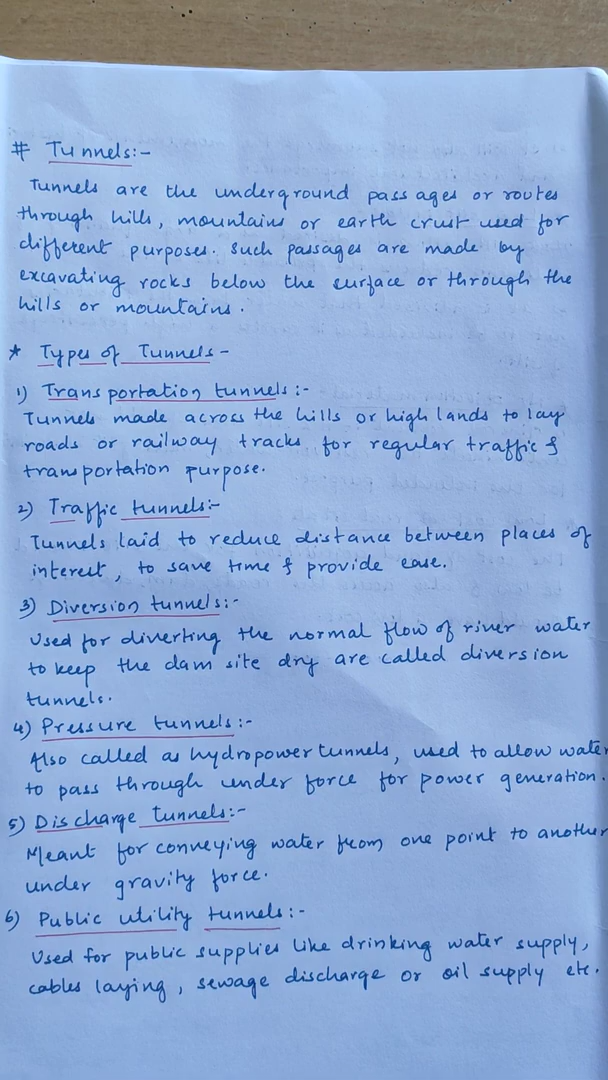 # Tunnels:-
Tunnels are the underground passages or routes
through hills, mountains or earth crust used for
different purposes. Such passages are made by
excavating rocks below the surface or through the
hills or mountains.
* Types of Tunnels -
1) Transportation tunnels:-
Tunnels made across the hills or high lands to lay
roads or railway tracks for regular traffic &
transportation purpose.
2) Traffic tunnels:-
Tunnels laid to reduce distance between places of
interest, to save time & provide ease.
3) Diversion tunnels:-
Used for diverting the normal flow of river water
to keep the dam site dry are called diversion
tunnels.
4) Pressure tunnels:-
Also called as hydropower tunnels, used to allow water
to pass through under force for power generation.
5) Discharge tunnels:-
Meant for conveying water from one point to another
under gravity force.
6) Public utility tunnels:-
Used for public supplies like drinking water supply,
cables laying, sewage discharge or oil supply etc.